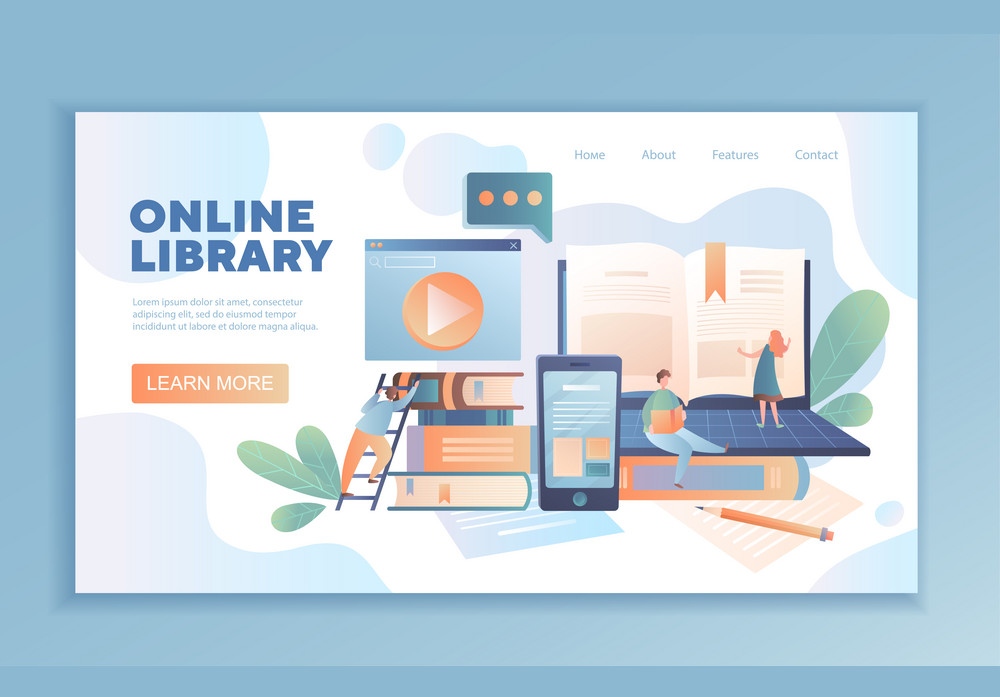 Home About Features Contact
ONLINE
LIBRARY
Lorem ipsum dolor sit amet, consectetur
adipiscing elit, sed do eiusmod tempor
incididunt ut labore et dolore magna aliqua.
LEARN MORE